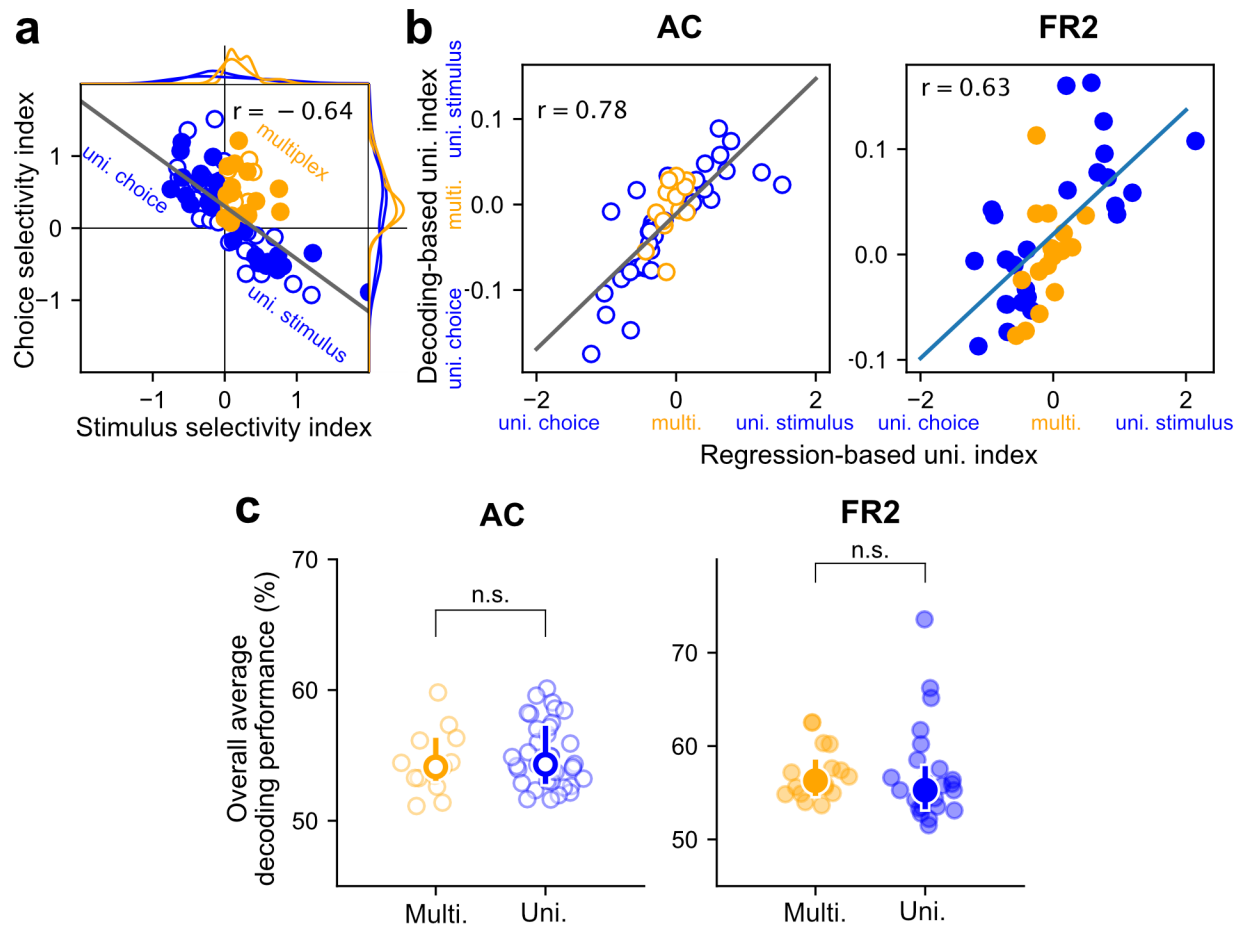 a
r = − 0.64
multiplex
uni. choice
uni. stimulus
Choice selectivity index
1
0
−1
−1
0
1
Stimulus selectivity index
b
AC
FR2
Decoding-based uni. index
uni. choice
multi.
uni. stimulus
r = 0.78
0.1
0.0
-0.1
−2
0
2
uni. choice
multi.
uni. stimulus
r = 0.63
0.1
0.0
-0.1
−2
0
2
uni. choice
multi.
uni. stimulus
Regression-based uni. index
c
AC
FR2
Overall average
decoding performance (%)
70
60
50
n.s.
Multi.
Uni.
70
60
50
n.s.
Multi.
Uni.